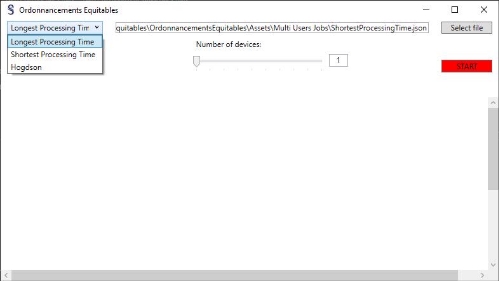 Ordonnancements Equitables
Longest Processing Tim
quitables\OrdonnancementsEquitables\Assets\Multi Users Jobs\ShortestProcessingTime.json
Select file
Longest Processing Time
Shortest Processing Time
Hogdson
Number of devices:
1
START